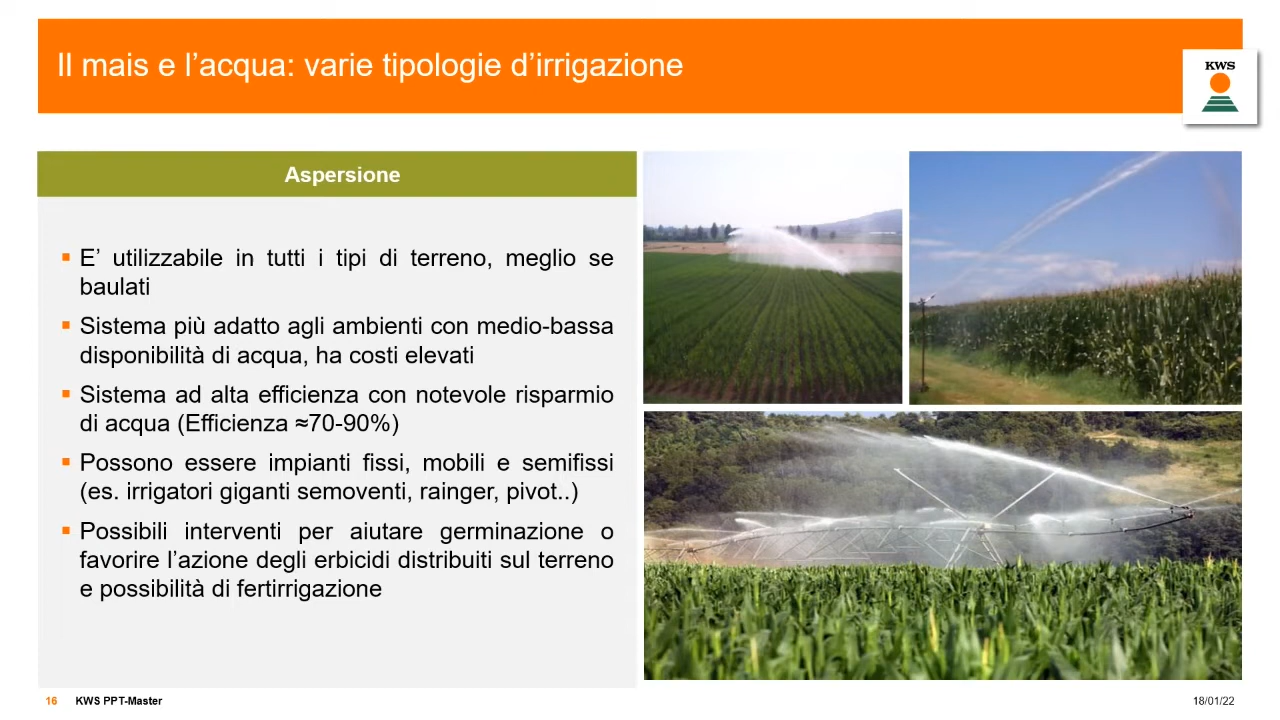 Il mais e l’acqua: varie tipologie d’irrigazione
KWS
Aspersione
E’ utilizzabile in tutti i tipi di terreno, meglio se
baulati
Sistema più adatto agli ambienti con medio-bassa
disponibilità di acqua, ha costi elevati
Sistema ad alta efficienza con notevole risparmio
di acqua (Efficienza ≈70-90%)
Possono essere impianti fissi, mobili e semifissi
(es. irrigatori giganti semoventi, rainger, pivot..)
Possibili interventi per aiutare germinazione o
favorire l’azione degli erbicidi distribuiti sul terreno
e possibilità di fertirrigazione
16 KWS PPT-Master
18/01/22